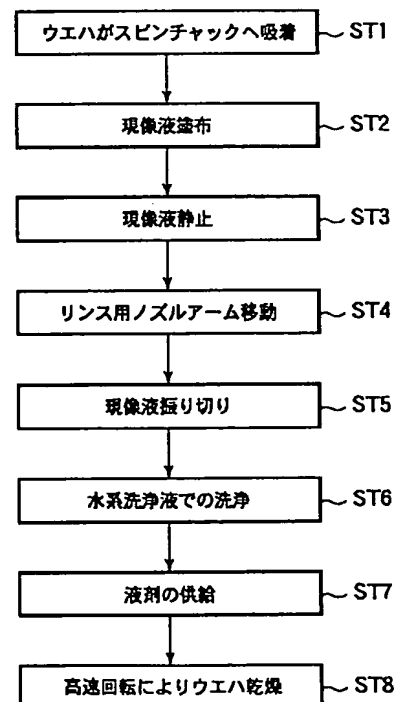 ウエハがスピンチャックへ吸着 ST1
現像液塗布 ST2
現像液静止 ST3
リンス用ノズルアーム移動 ST4
現像液振り切り ST5
水系洗浄液での洗浄 ST6
液剤の供給 ST7
高速回転によりウエハ乾燥 ST8